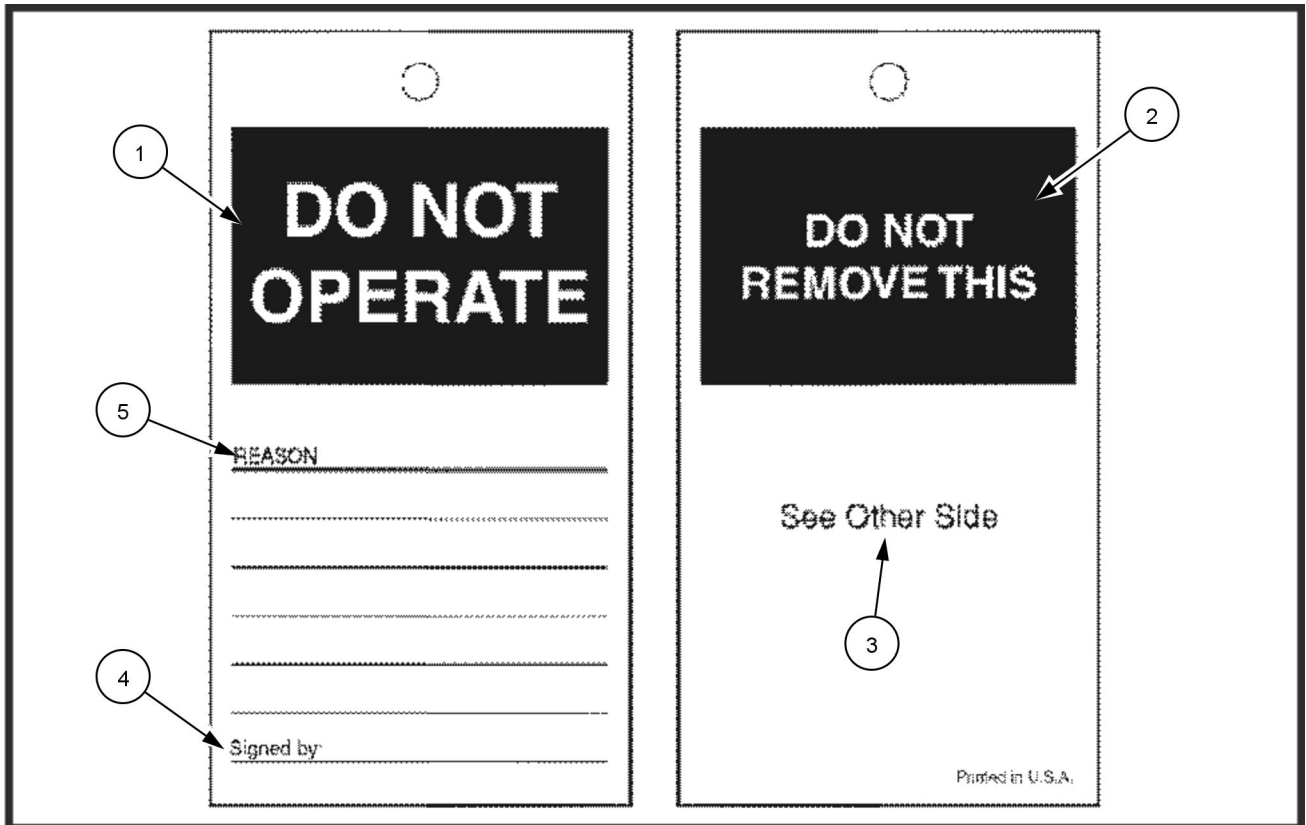 1
DO NOT
OPERATE
5
REASON
4
Signed by
2
DO NOT
REMOVE THIS
See Other Side
3
Printed in U.S.A.